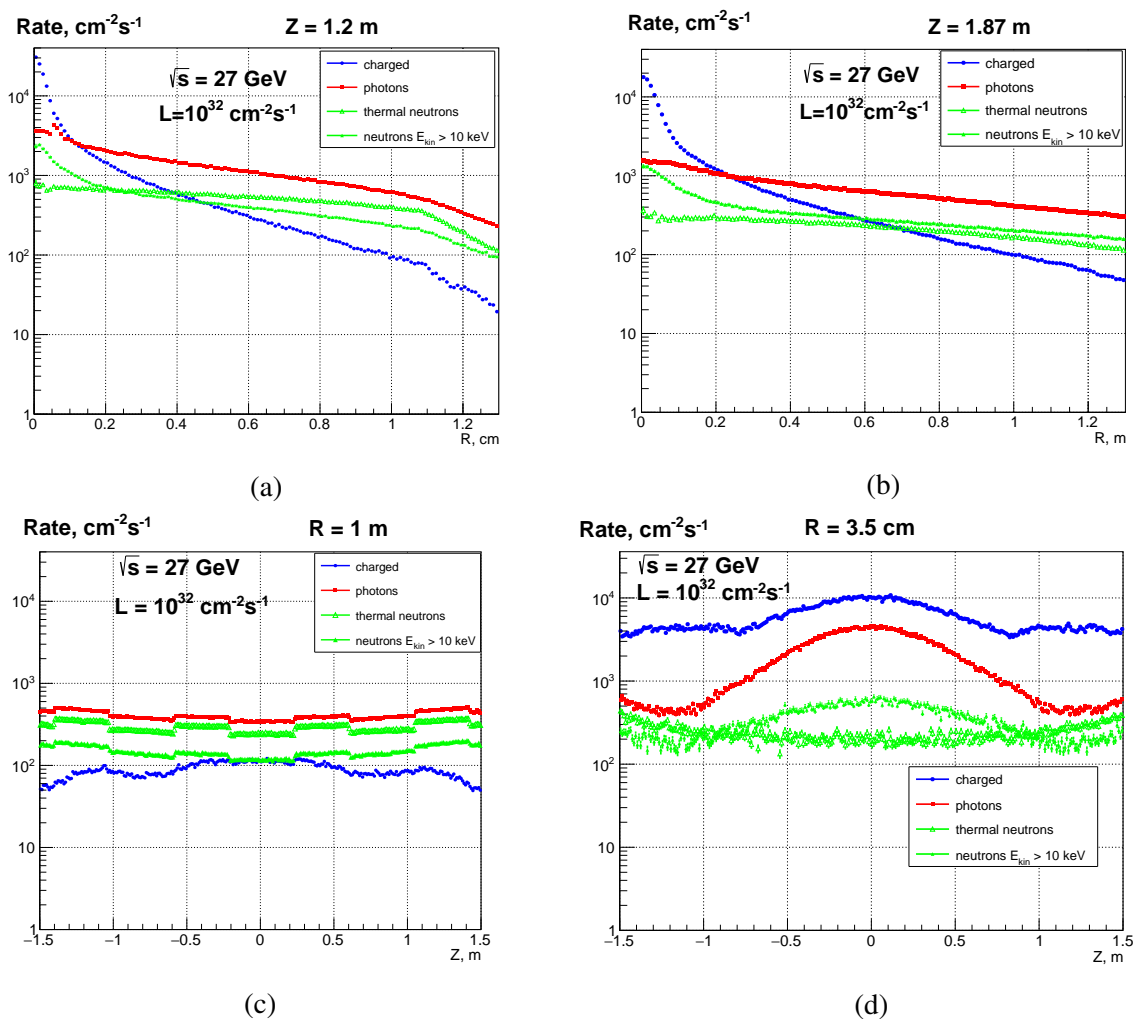 Rate, cm⁻²s⁻¹ Z = 1.2 m
√s = 27 GeV
L=10³² cm⁻²s⁻¹
charged
photons
thermal neutrons
neutrons E_kin > 10 keV
10⁴
10³
10²
10
1
0 0.2 0.4 0.6 0.8 1.0 1.2
R, cm
(a)
Rate, cm⁻²s⁻¹ Z = 1.87 m
√s = 27 GeV
L=10³² cm⁻²s⁻¹
charged
photons
thermal neutrons
neutrons E_kin > 10 keV
10⁴
10³
10²
10
1
0 0.2 0.4 0.6 0.8 1 1.2
R, m
(b)
Rate, cm⁻²s⁻¹ R = 1 m
√s = 27 GeV
L = 10³² cm⁻²s⁻¹
charged
photons
thermal neutrons
neutrons E_kin > 10 keV
10⁴
10³
10²
10
1
−1.5 −1 −0.5 0 0.5 1 1.5
Z, m
(c)
Rate, cm⁻²s⁻¹ R = 3.5 cm
√s = 27 GeV
L = 10³² cm⁻²s⁻¹
10⁴
10³
10²
10
1
charged
photons
thermal neutrons
neutrons E_kin > 10 keV
−1.5 −1 −0.5 0 0.5 1 1.5
Z, m
(d)